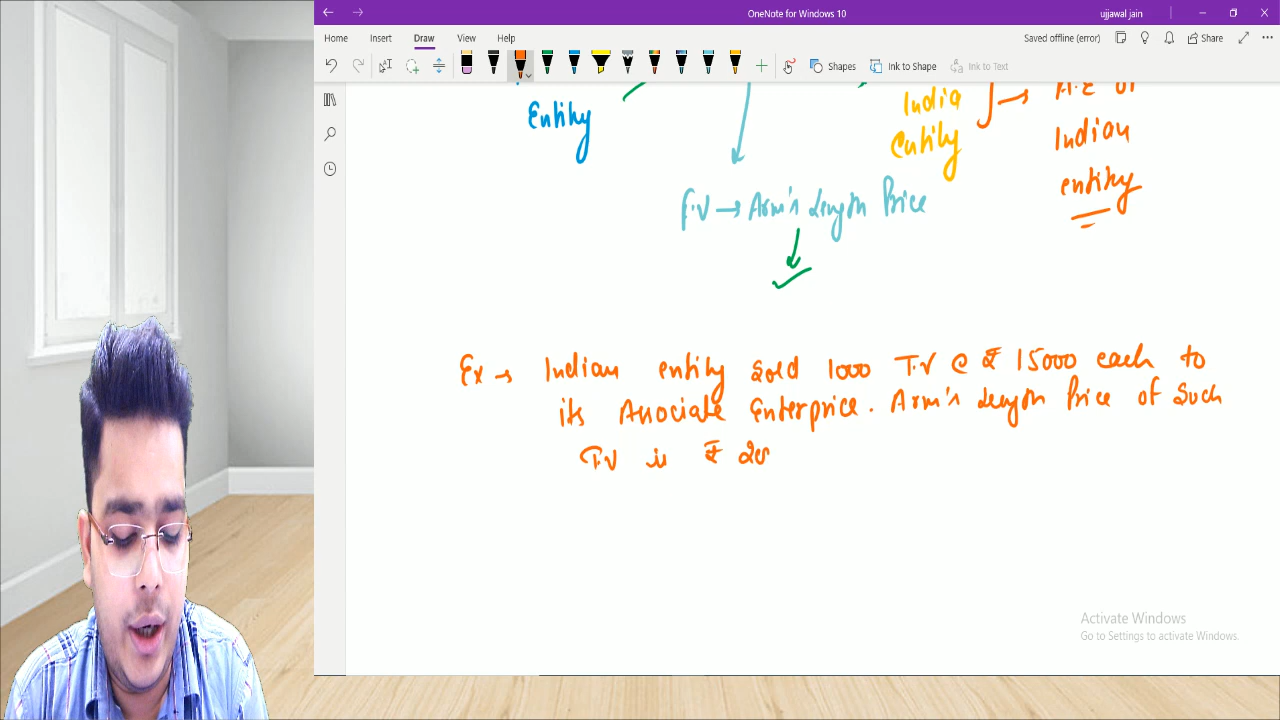 OneNote for Windows 10
ujjawal jain
Home Insert Draw View Help
Saved offline (error)
Share
Shapes
Ink to Shape
Ink to Text
Entity
India
entity
A.E of
Indian
entity
F.V → Arm's Length Price
Ex → Indian entity Sold 1000 T.V @ ₹ 15000 each to
its Associate Enterprice. Arm's Length Price of Such
T.V is ₹ 20
Activate Windows
Go to Settings to activate Windows.